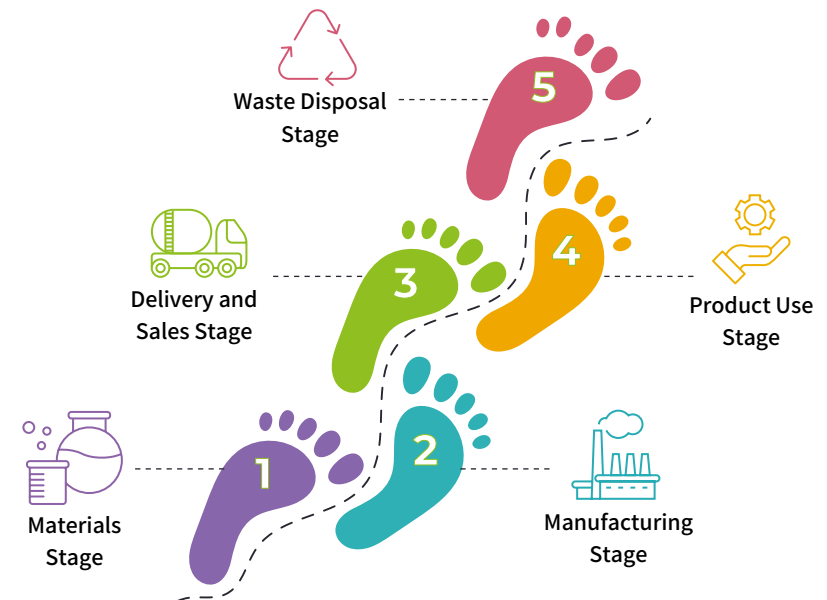 5
Waste Disposal
Stage
4
3
Delivery and
Sales Stage
Product Use
Stage
2
1
Materials
Stage
Manufacturing
Stage